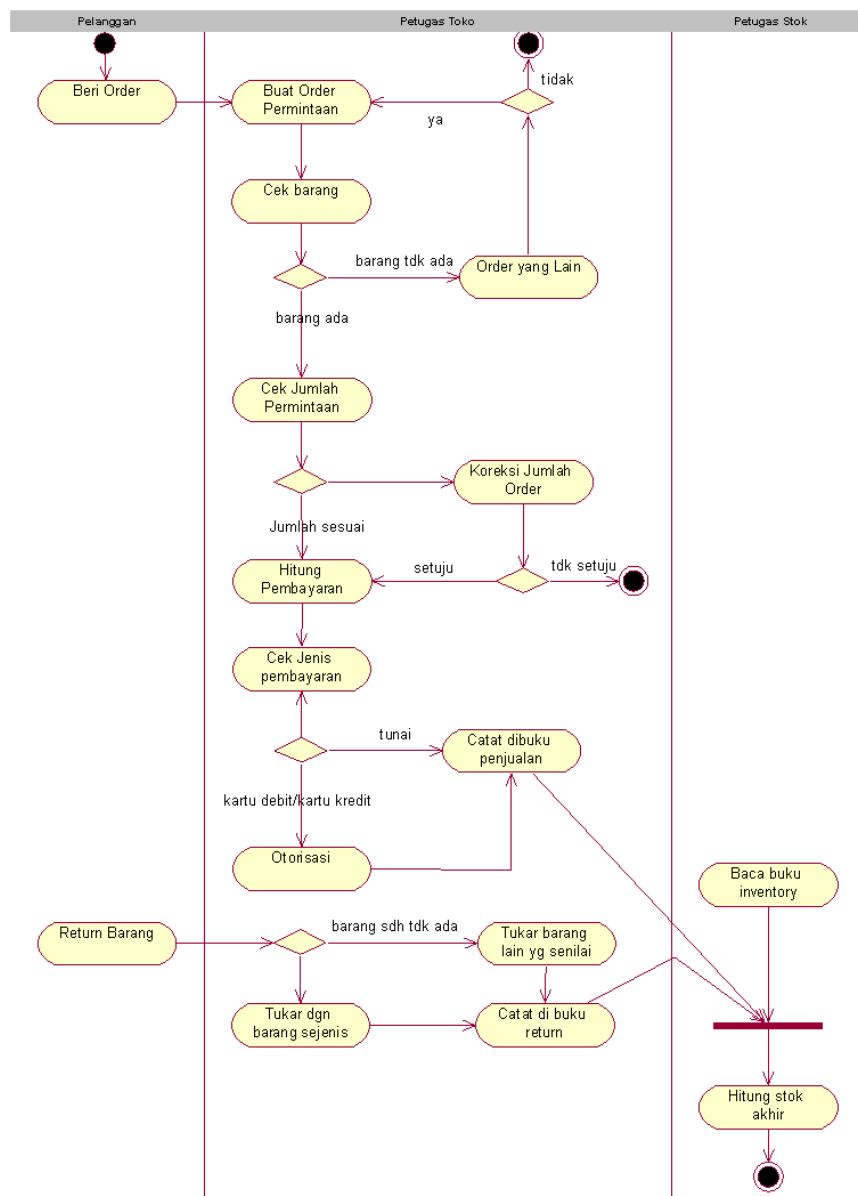 Pelanggan
Petugas Toko
Petugas Stok
Beri Order
Buat Order
Permintaan
tidak
ya
Cek barang
barang tdk ada
Order yang Lain
barang ada
Cek Jumlah
Permintaan
Koreksi Jumlah
Order
Jumlah sesuai
Hitung
Pembayaran
setuju
tdk setuju
Cek Jenis
pembayaran
tunai
Catat dibuku
penjualan
kartu debit/kartu kredit
Otorisasi
Baca buku
inventory
Return Barang
barang sdh tdk ada
Tukar barang
lain yg senilai
Tukar dgn
barang sejenis
Catat di buku
return
Hitung stok
akhir